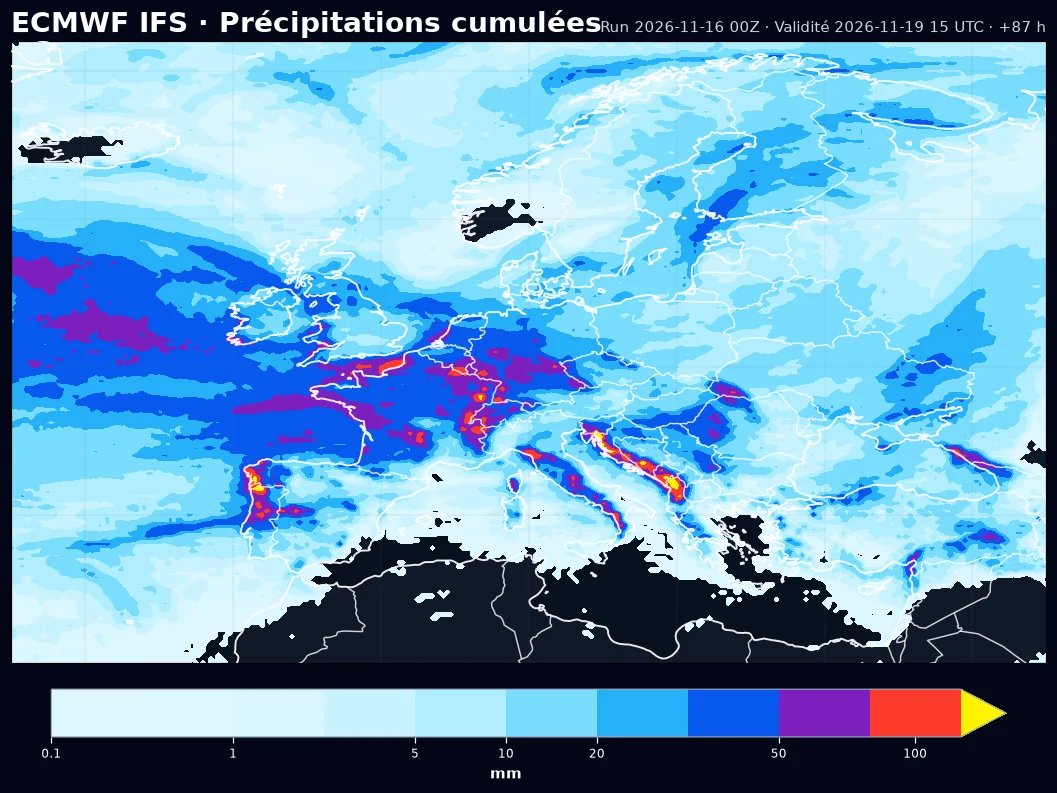 ECMWF IFS · Précipitations cumulées Run 2026-11-16 00Z · Validité 2026-11-19 15 UTC · +87 h
0.1 1 5 10 20 50 100
mm